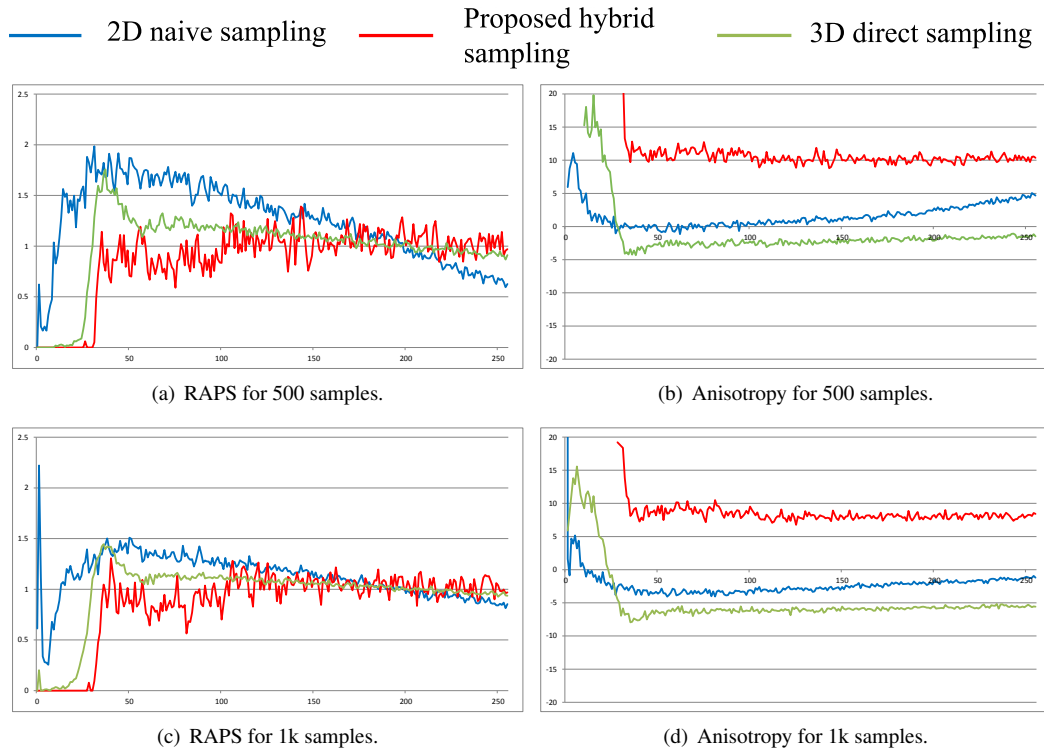 2D naive sampling
Proposed hybrid
sampling
3D direct sampling
2.5
2
1.5
1
0.5
0
0 50 100 150 200 250
(a) RAPS for 500 samples.
20
15
10
5
0
-5
-10
-15
-20
0 50 100 150 200 250
(b) Anisotropy for 500 samples.
2.5
2
1.5
1
0.5
0
0 50 100 150 200 250
(c) RAPS for 1k samples.
20
15
10
5
0
-5
-10
-15
-20
0 50 100 150 200 250
(d) Anisotropy for 1k samples.